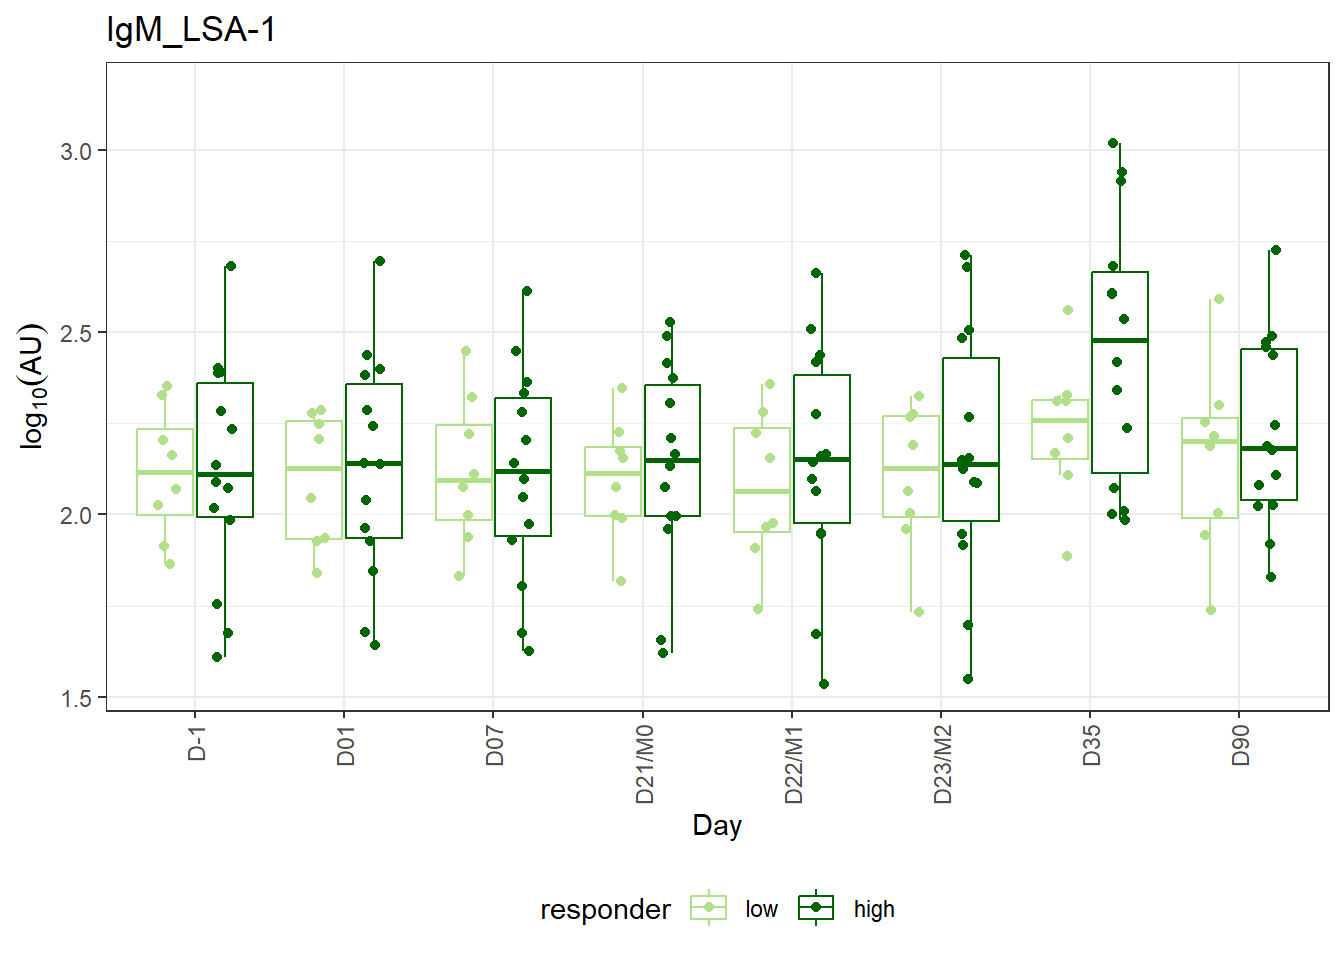 IgM_LSA-1
log10(AU)
3.0
2.5
2.0
1.5
D-1
D01
D07
D21/M0
D22/M1
D23/M2
D35
D90
Day
responder low high